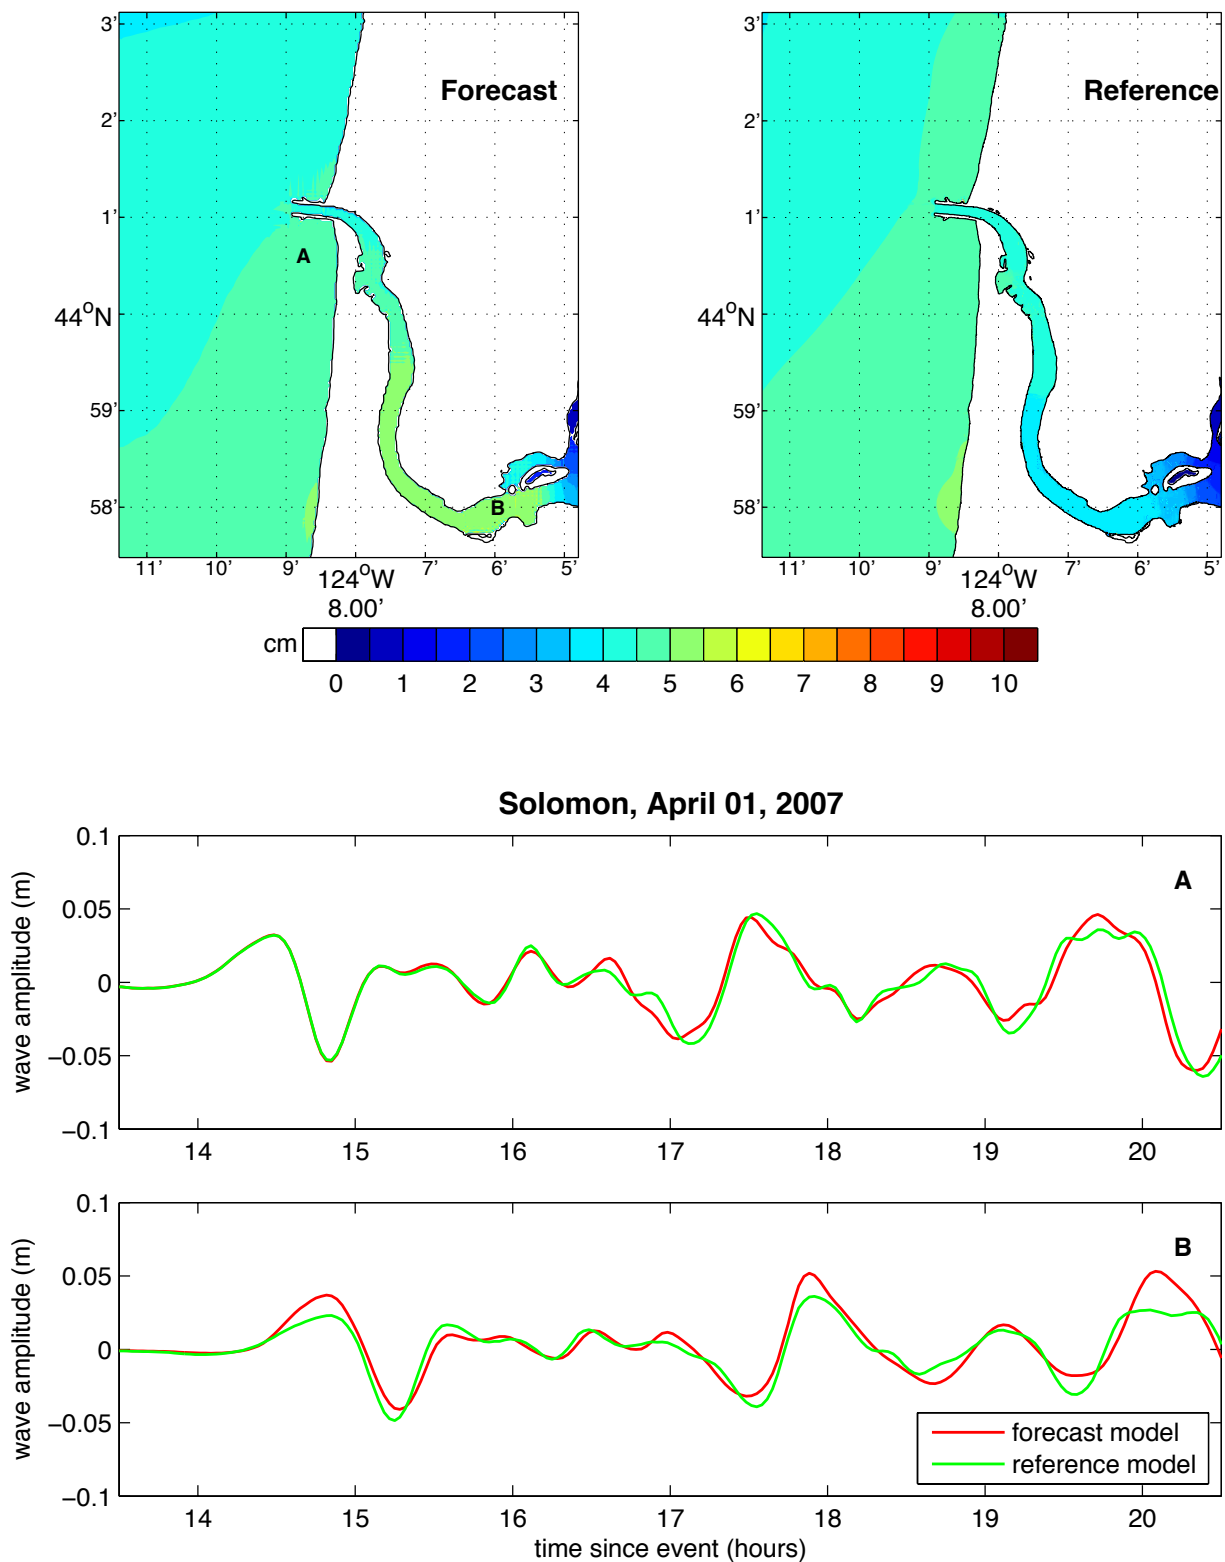 Forecast
Reference
3'
2'
1'
44°N
59'
58'
A
B
11' 10' 9' 7' 6' 5'
124°W
8.00'
3'
2'
1'
44°N
59'
58'
11' 10' 9' 7' 6' 5'
124°W
8.00'
cm
0 1 2 3 4 5 6 7 8 9 10
Solomon, April 01, 2007
wave amplitude (m)
0.1
0.05
0
−0.05
−0.1
A
14 15 16 17 18 19 20
wave amplitude (m)
0.1
0.05
0
−0.05
−0.1
B
forecast model
reference model
14 15 16 17 18 19 20
time since event (hours)